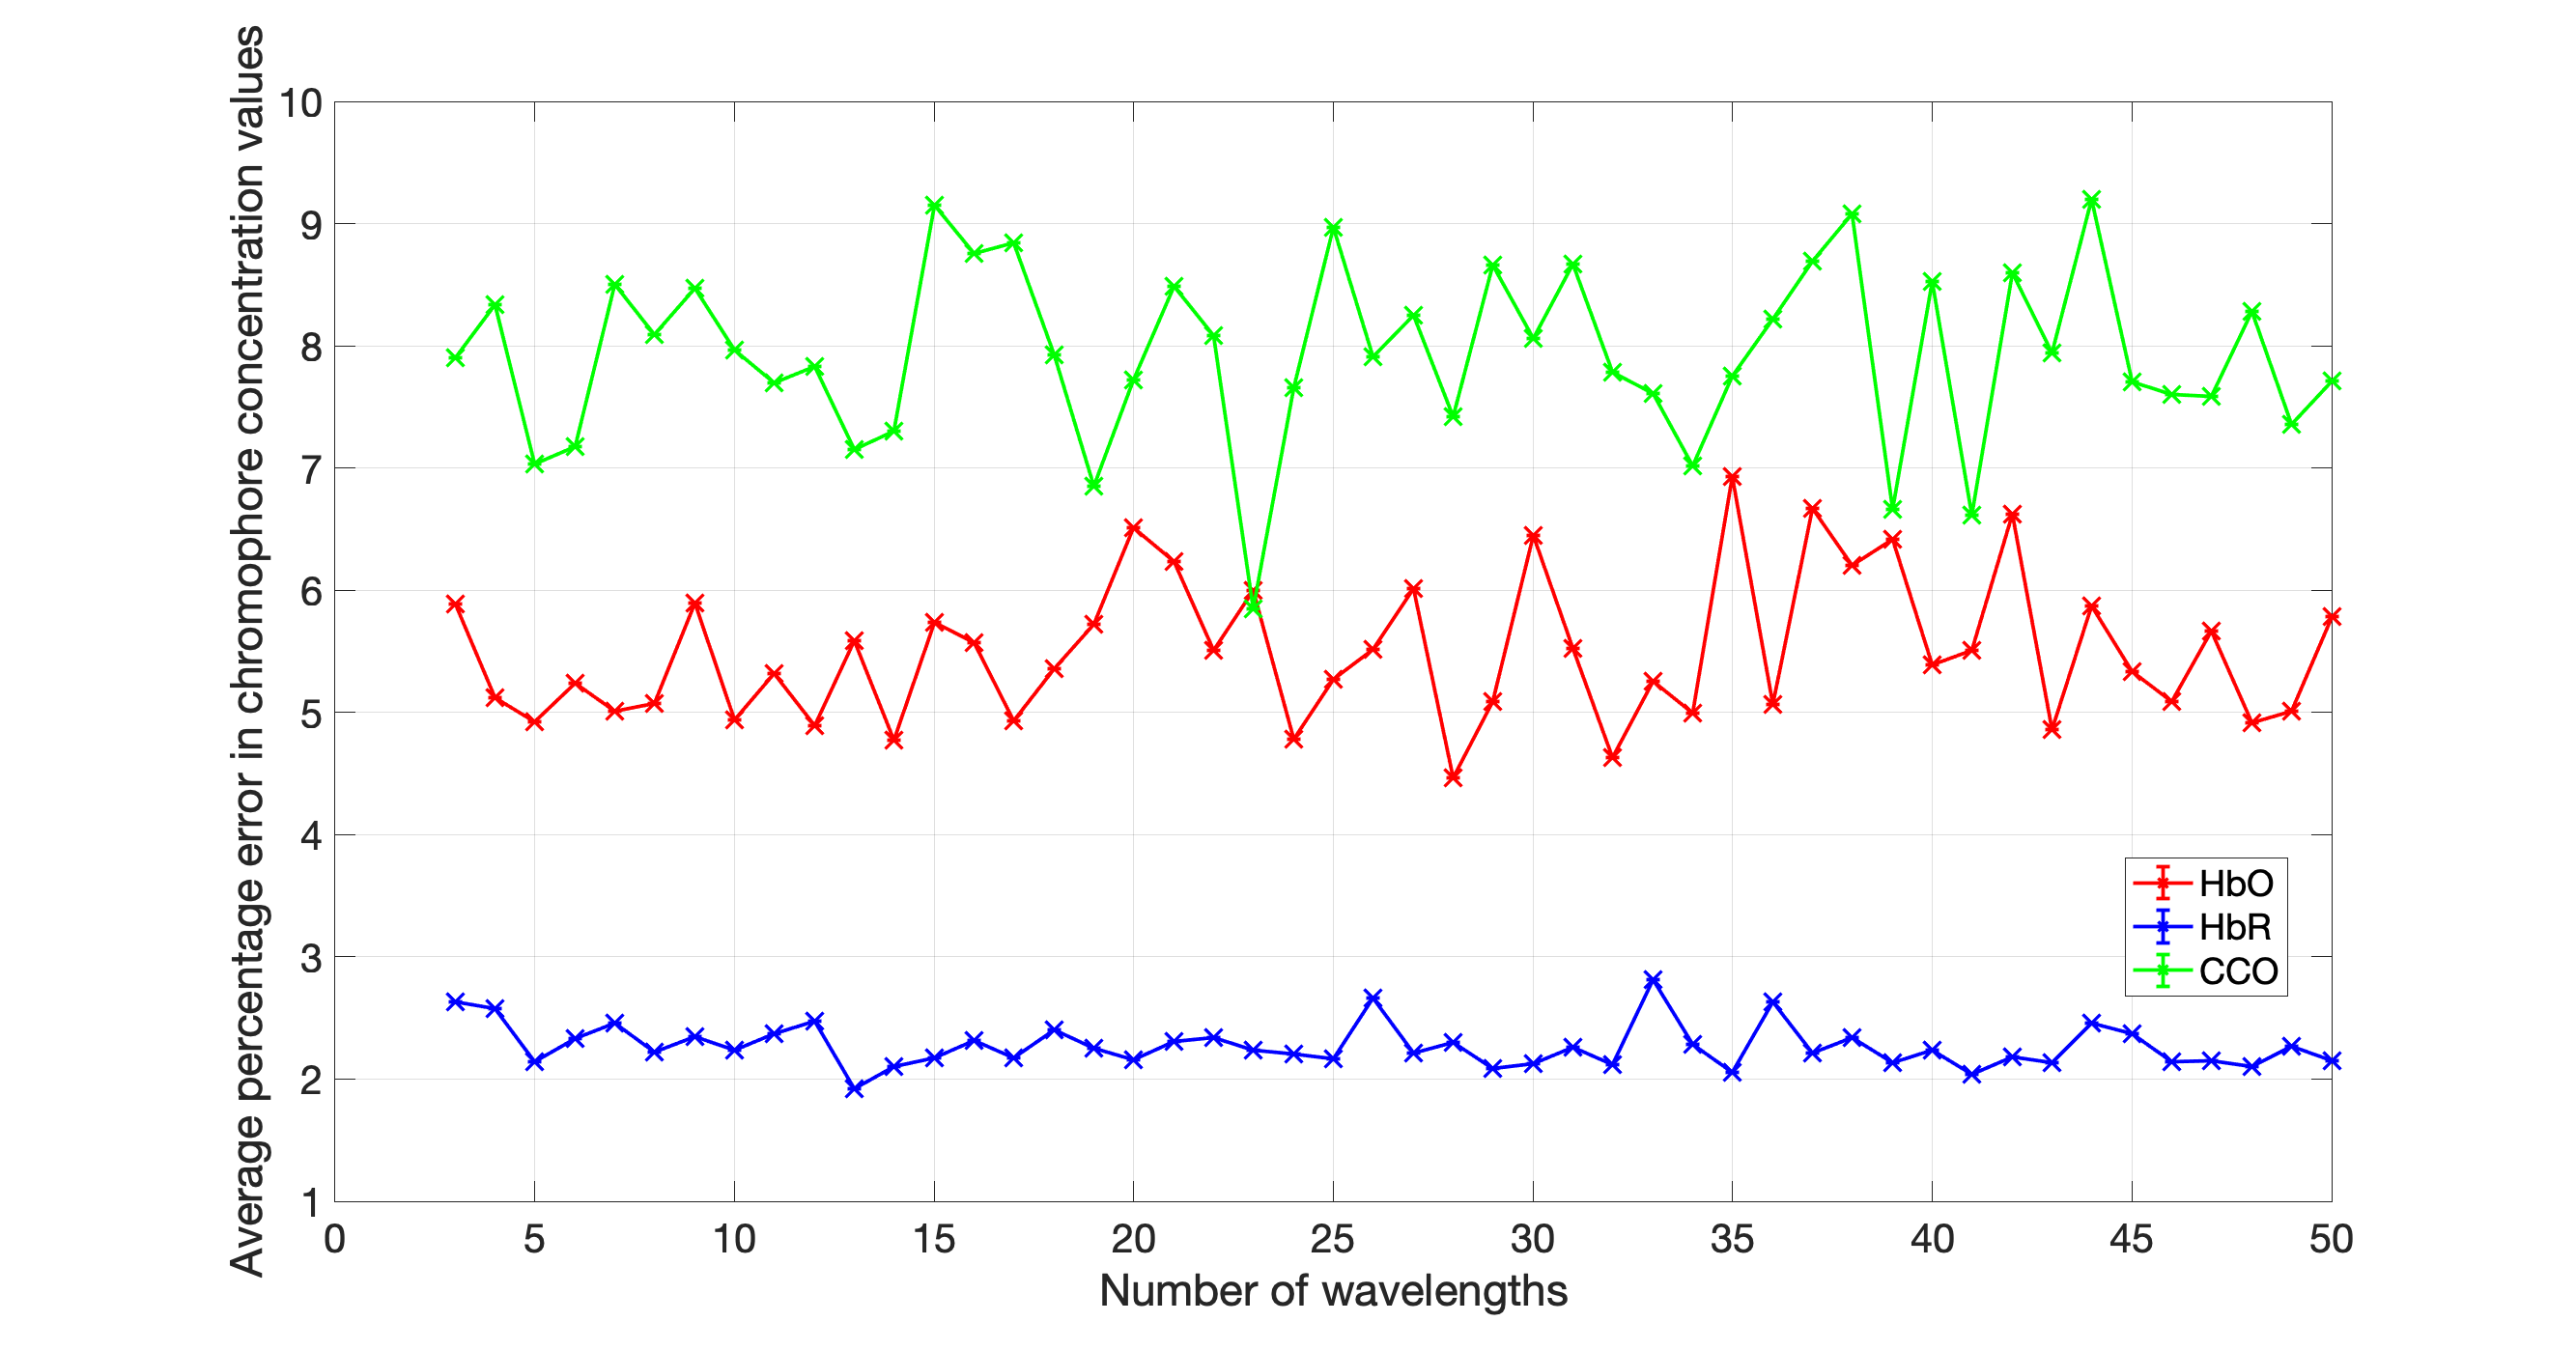 Average percentage error in chromophore concentration values
10
9
8
7
6
5
4
3
2
1
0 5 10 15 20 25 30 35 40 45 50
Number of wavelengths
HbO
HbR
CCO